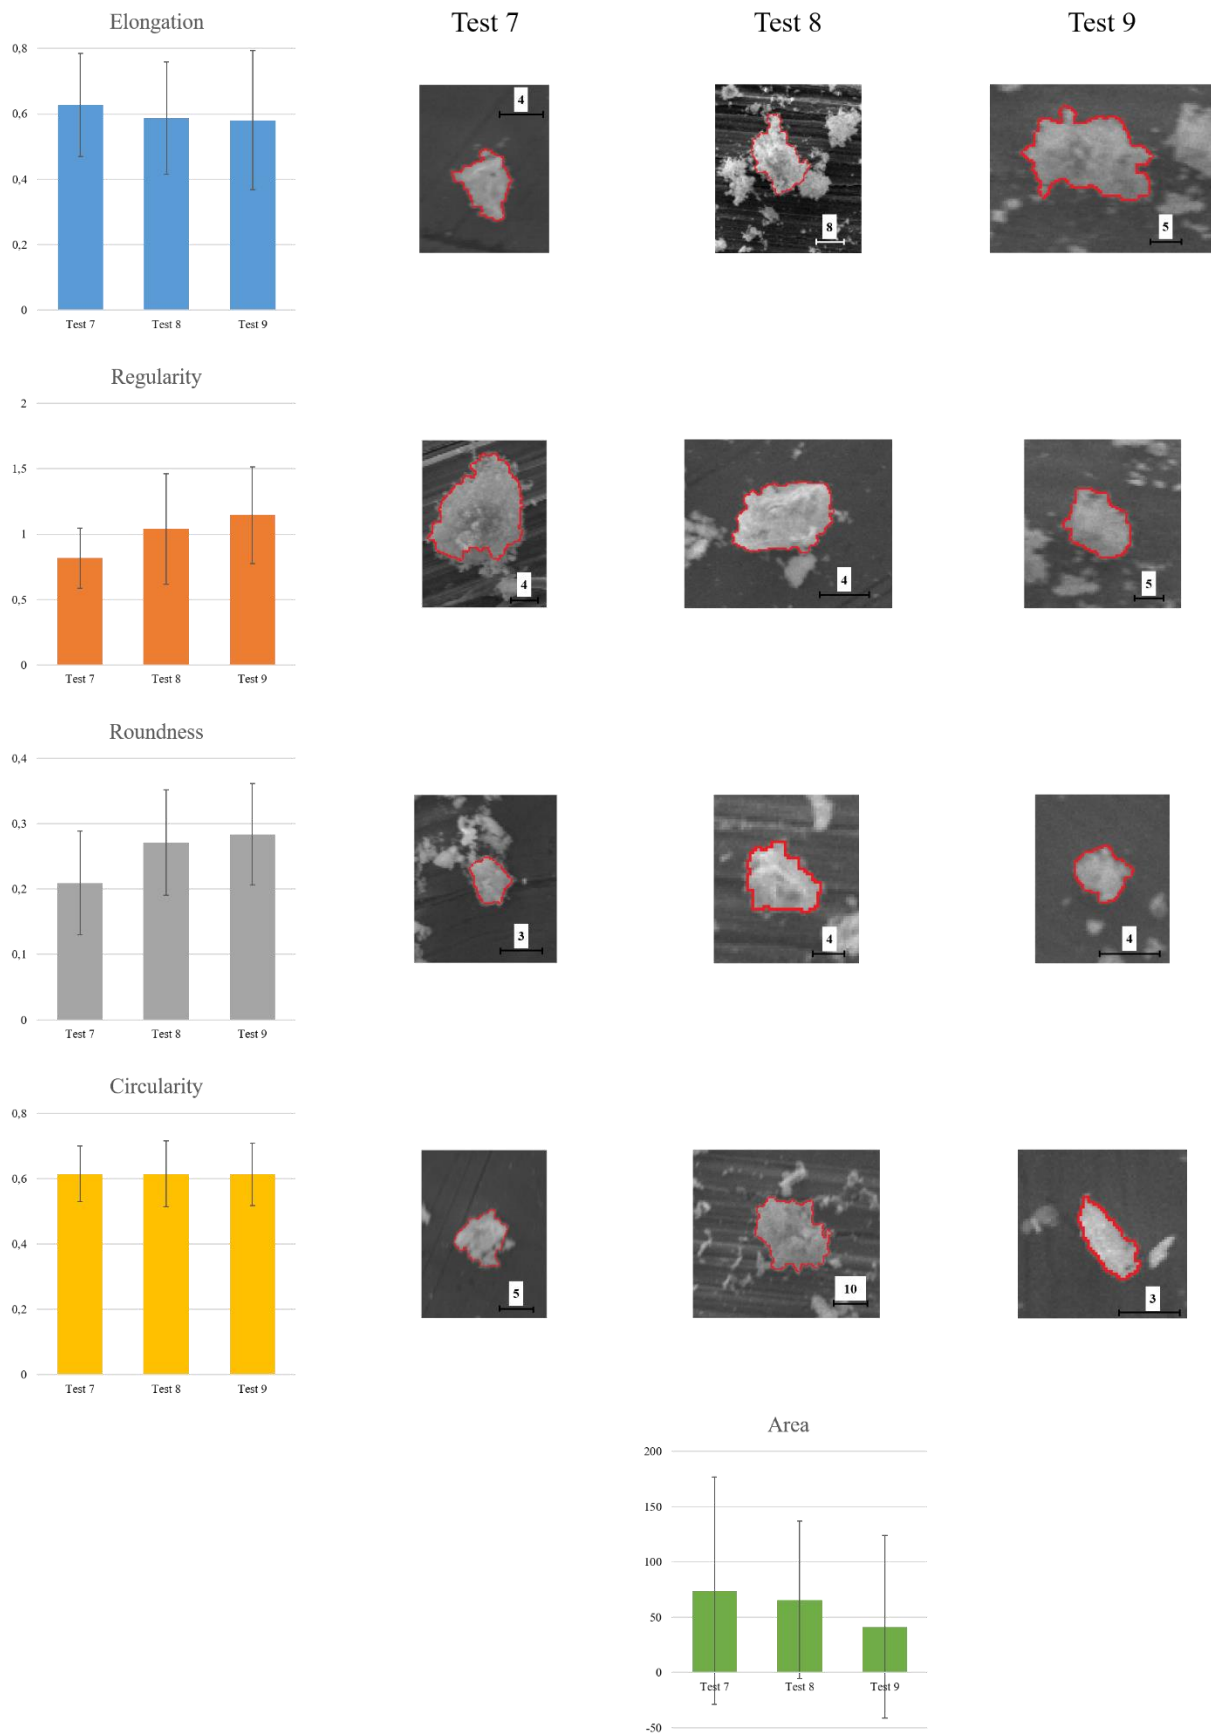 Elongation
Test 7
Test 8
Test 9
0,8
0,6
0,4
0,2
0
Test 7
Test 8
Test 9
4
8
5
Regularity
2
1,5
1
0,5
0
Test 7
Test 8
Test 9
4
4
5
Roundness
0,4
0,3
0,2
0,1
0
Test 7
Test 8
Test 9
3
4
4
Circularity
0,8
0,6
0,4
0,2
0
Test 7
Test 8
Test 9
5
10
3
Area
200
150
100
50
0
-50
Test 7
Test 8
Test 9